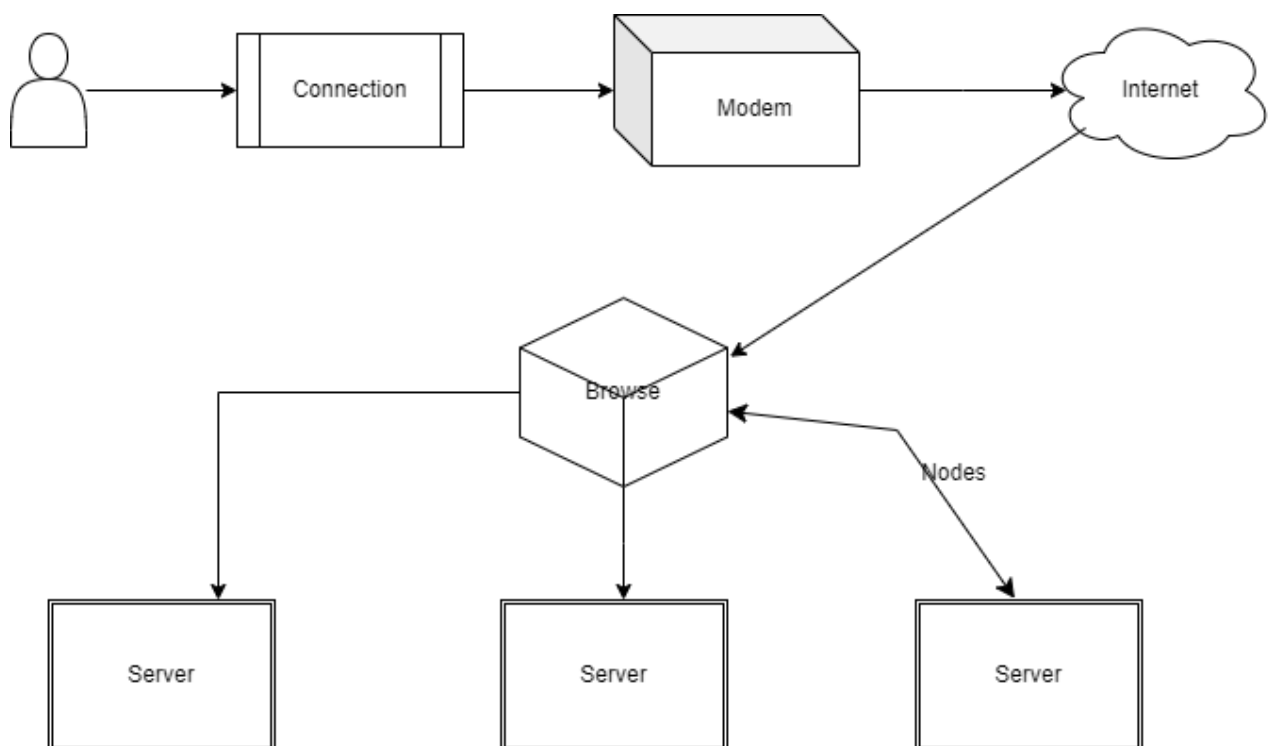 Connection
Modem
Internet
Browse
Nodes
Server
Server
Server